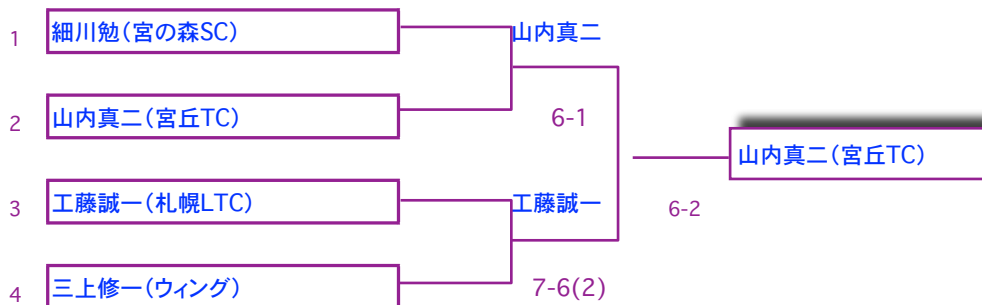 1 細川勉(宮の森SC)
山内真二
2 山内真二(宮丘TC)
6-1
山内真二(宮丘TC)
3 工藤誠一(札幌LTC)
工藤誠一
6-2
4 三上修一(ウィング)
7-6(2)